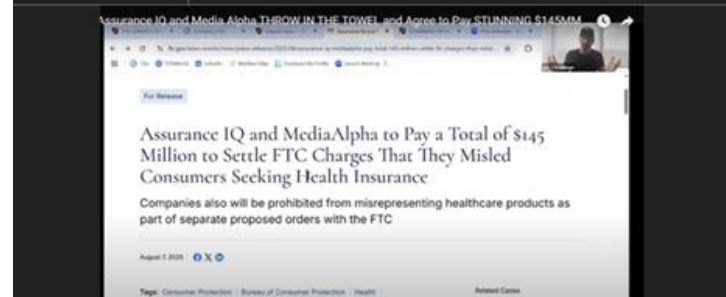 Assurance IQ and Media Alpha THROW IN THE TOWEL and Agree to Pay STUNNING $145MM
For Release
Assurance IQ and MediaAlpha to Pay a Total of $145
Million to Settle FTC Charges That They Misled
Consumers Seeking Health Insurance
Companies also will be prohibited from misrepresenting healthcare products as
part of separate proposed orders with the FTC
August 7, 2025
Tags: Consumer Protection Bureau of Consumer Protection Health
Related Cases